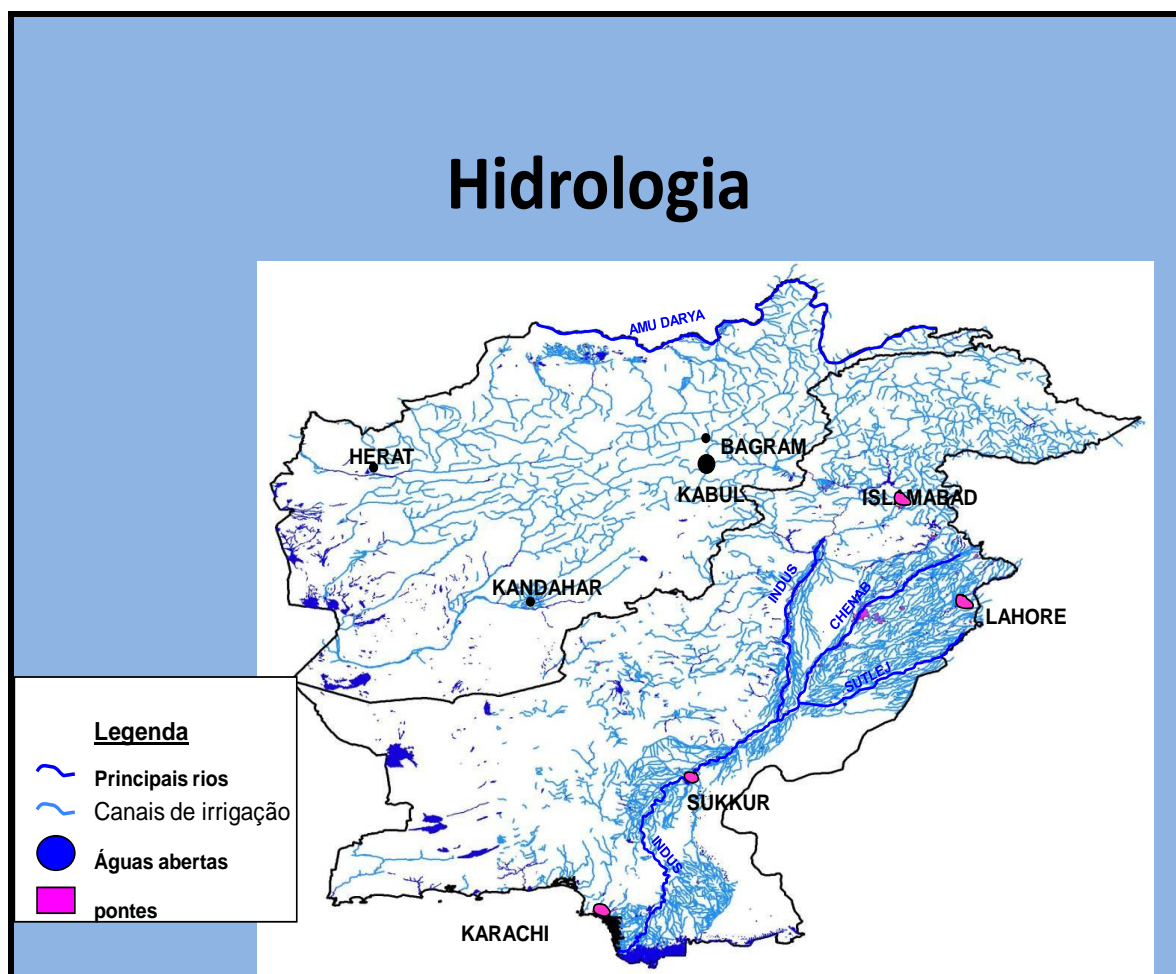 Hidrologia
AMU DARYA
BAGRAM
HERAT
KABUL
ISLAMABAD
KANDAHAR
INDUS
CHENAB
LAHORE
SUTLEJ
Legenda
Principais rios
Canais de irrigação
Águas abertas
pontes
SUKKUR
INDUS
KARACHI